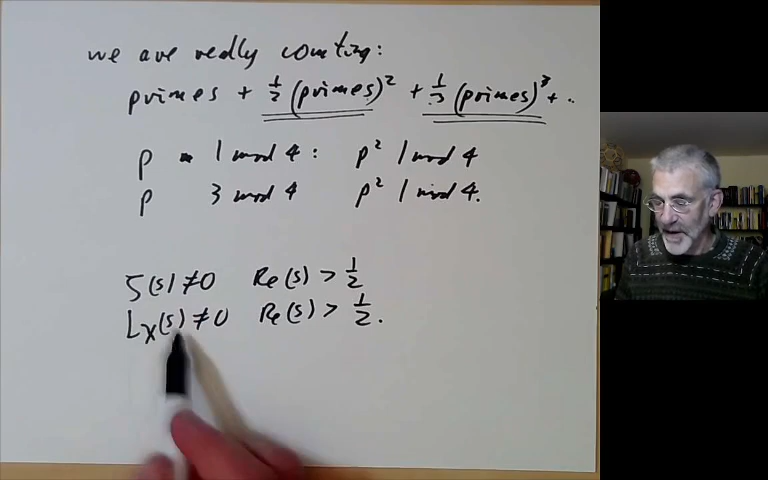 we are really counting:
primes + 1/2 (primes)² + 1/3 (primes)³ + ..
p 1 mod 4 : p² 1 mod 4
p 3 mod 4 p² 1 mod 4.
ζ(s) ≠ 0 Re(s) > 1/2
Lχ(s) ≠ 0 Re(s) > 1/2.